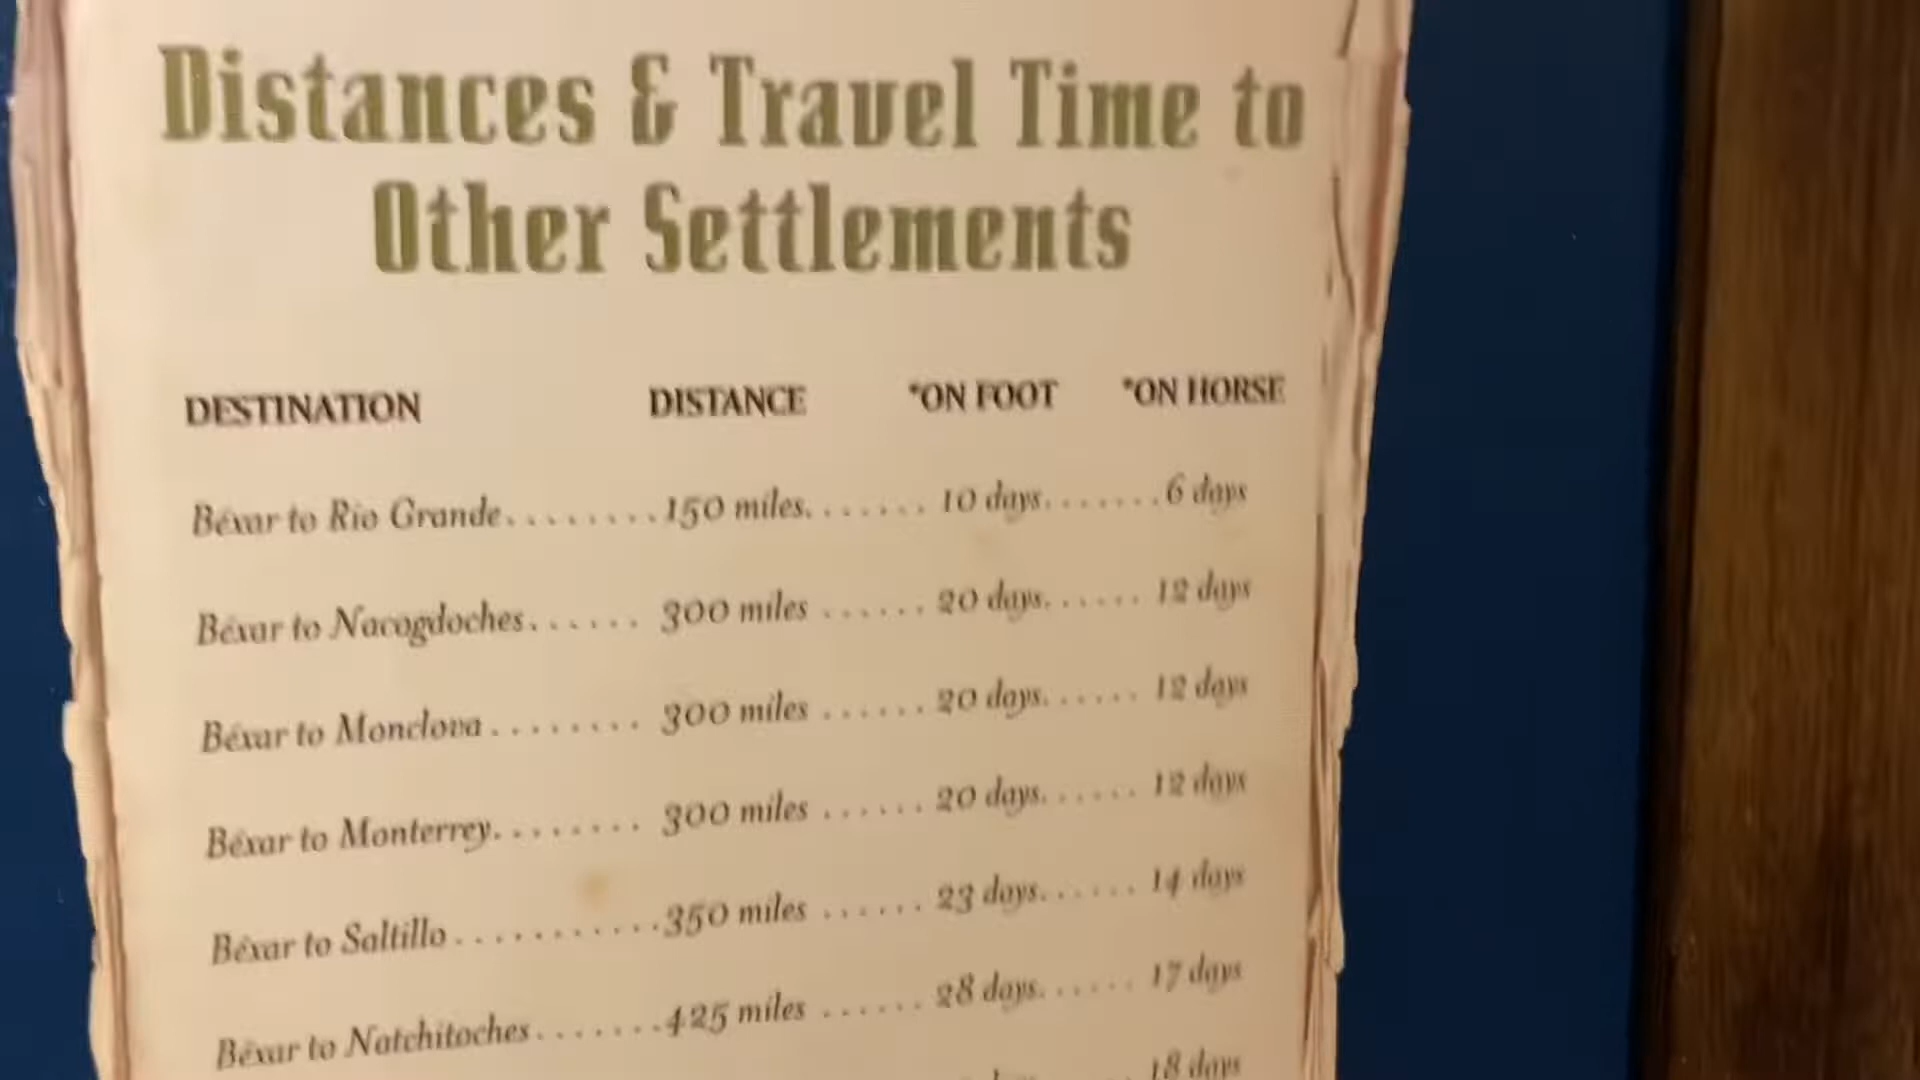 Distances & Travel Time to
Other Settlements
DESTINATION DISTANCE *ON FOOT *ON HORSE
Béxar to Rio Grande........150 miles.......10 days.......6 days
Béxar to Nacogdoches...... 300 miles ......20 days...... 12 days
Béxar to Monclova........ 300 miles ......20 days...... 12 days
Béxar to Monterrey........ 300 miles ......20 days...... 12 days
Béxar to Saltillo...........350 miles ......23 days...... 14 days
Béxar to Natchitoches.......425 miles ......28 days...... 17 days
18 days